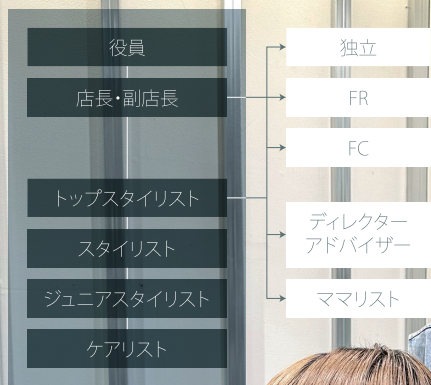 役員
店長・副店長
トップスタイリスト
スタイリスト
ジュニアスタイリスト
ケアリスト
独立
FR
FC
ディレクター
アドバイザー
ママリスト